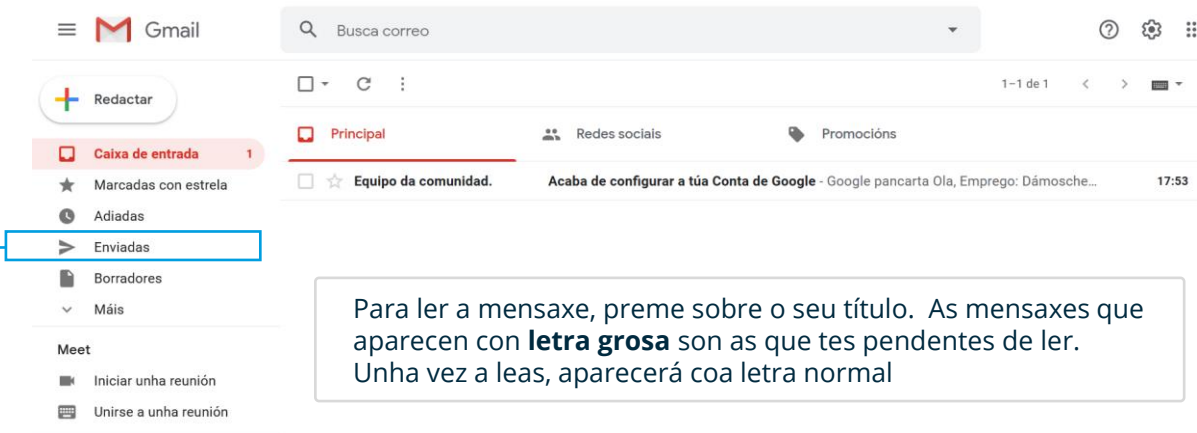 Gmail
Busca correo
Redactar
1–1 de 1
Principal
Redes sociais
Promocións
Caixa de entrada 1
Equipo da comunidad. Acaba de configurar a túa Conta de Google - Google pancarta Ola, Emprego: Dámosche... 17:53
Marcadas con estrela
Adiadas
Enviadas
Borradores
Máis
Para ler a mensaxe, preme sobre o seu título. As mensaxes que
aparecen con letra grosa son as que tes pendentes de ler.
Unha vez a leas, aparecerá coa letra normal
Meet
Iniciar unha reunión
Unirse a unha reunión